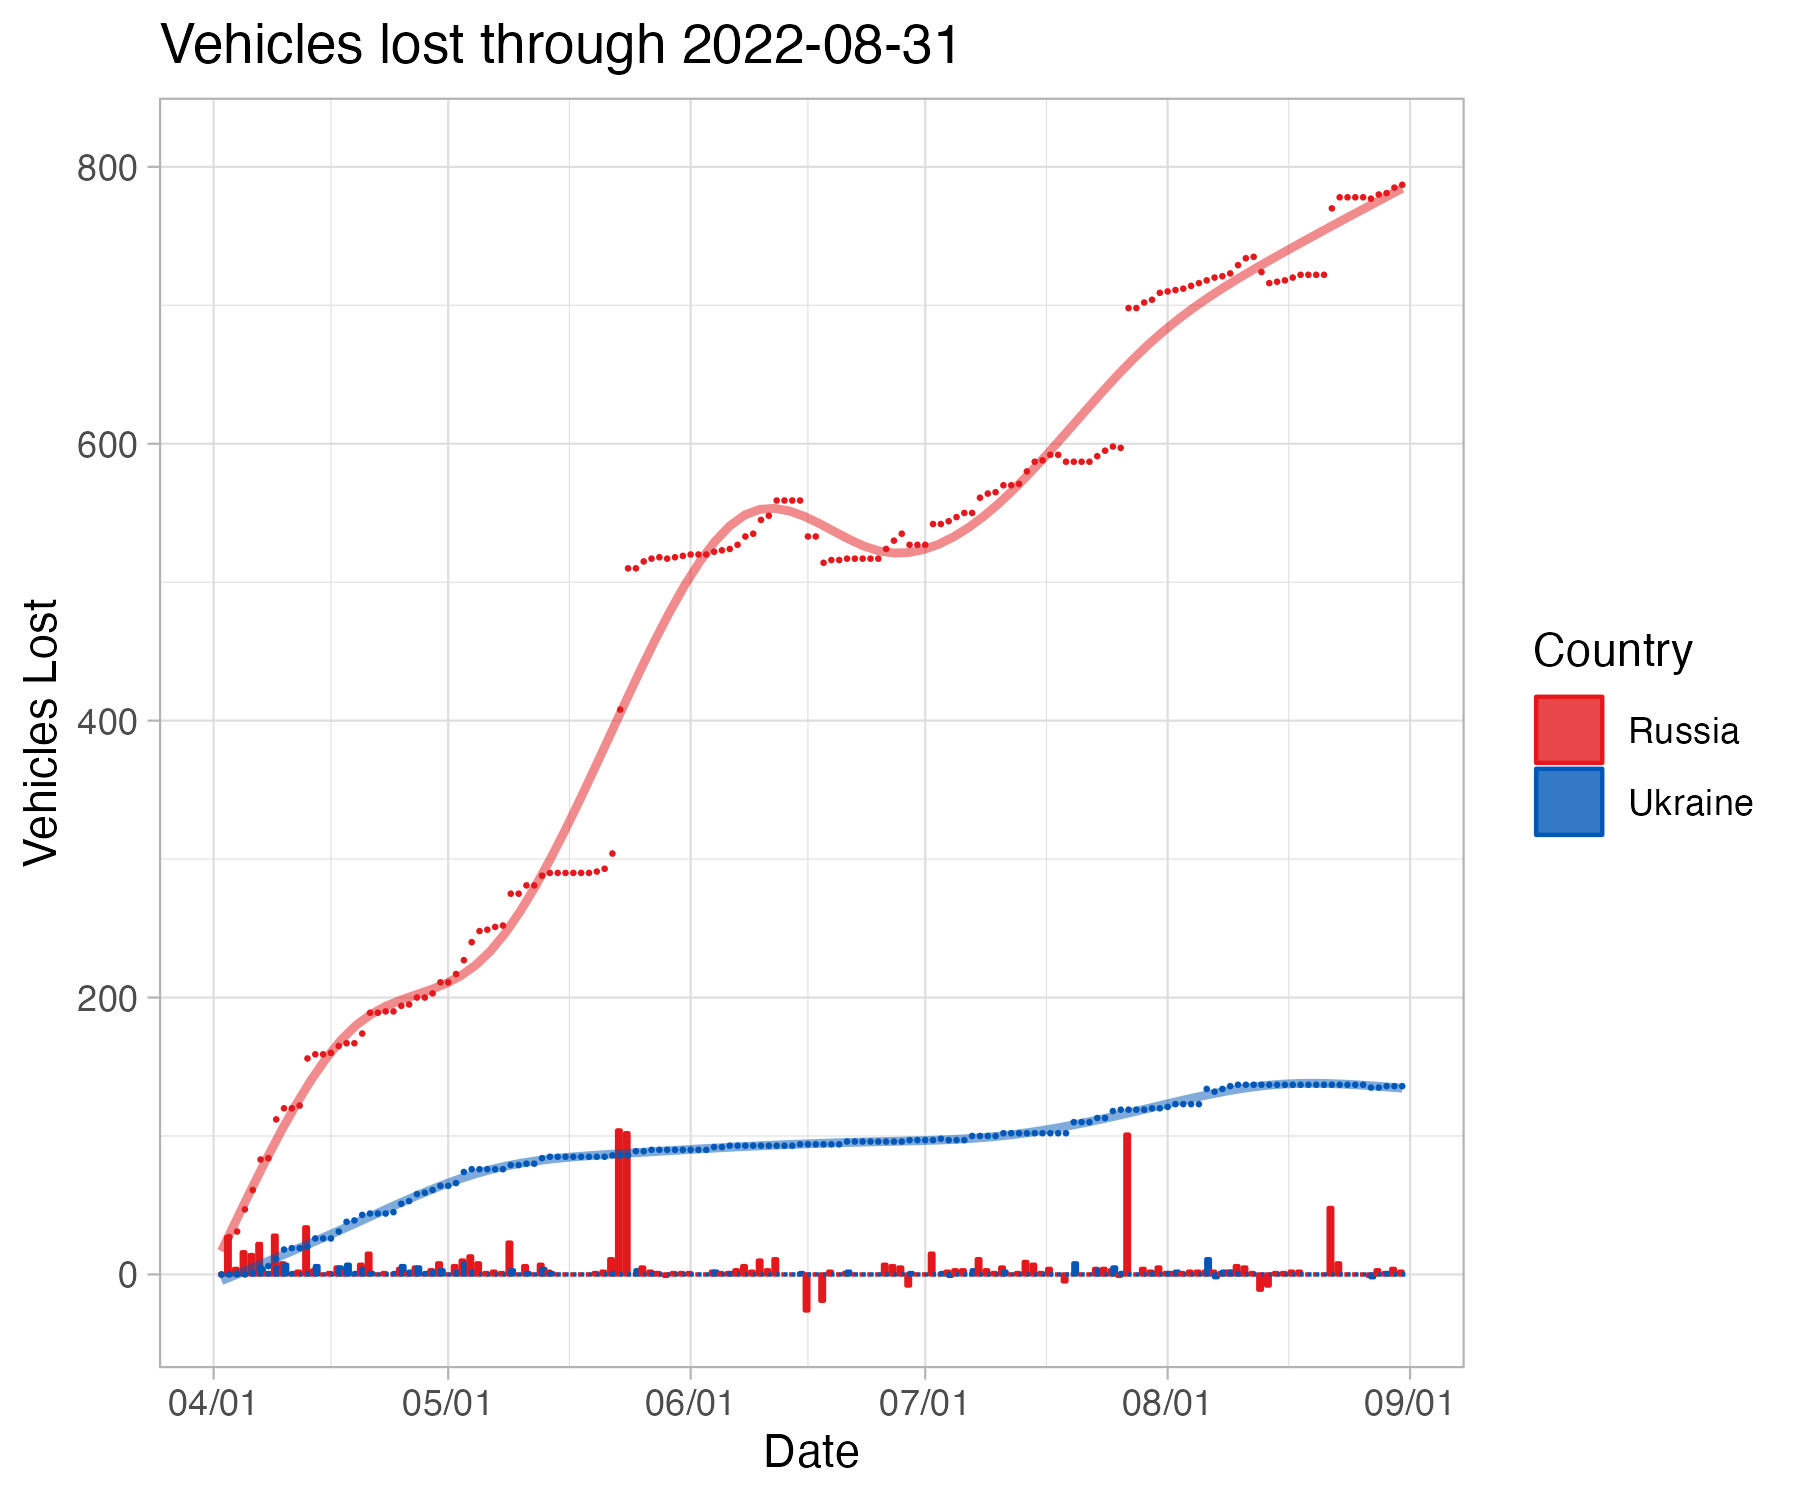 Vehicles lost through 2022-08-31
Vehicles Lost
800
600
400
200
0
04/01
05/01
06/01
07/01
08/01
09/01
Date
Country
Russia
Ukraine